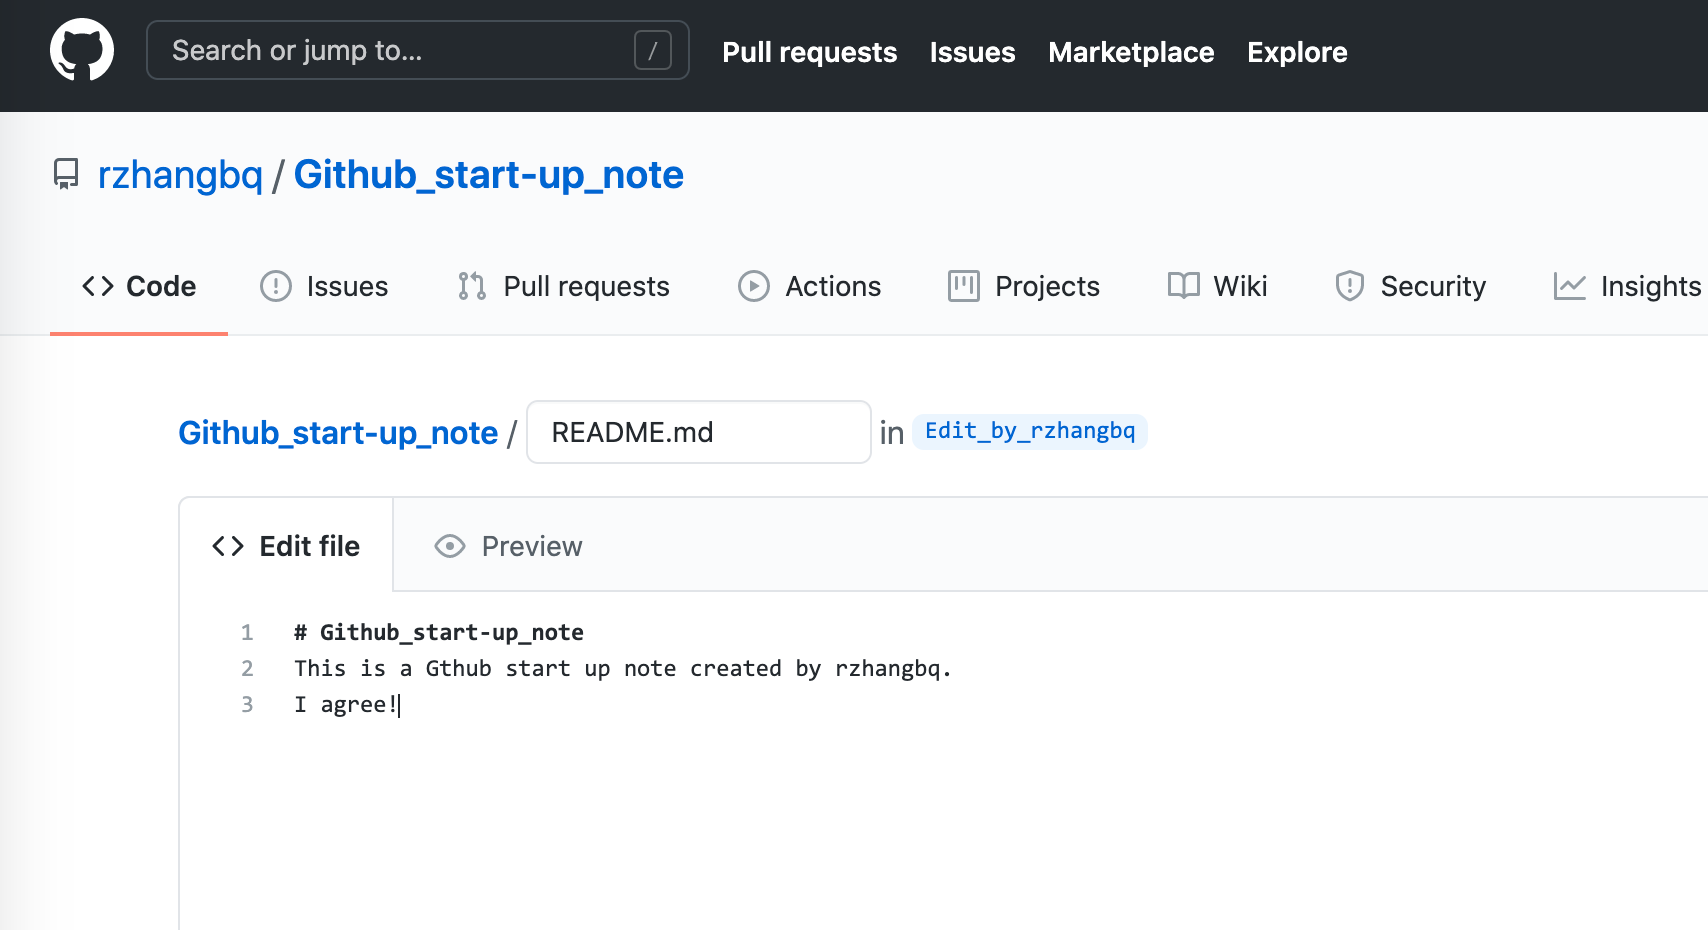 Search or jump to... /
Pull requests Issues Marketplace Explore
rzhangbq / Github_start-up_note
Code Issues Pull requests Actions Projects Wiki Security Insights
Github_start-up_note / README.md in Edit_by_rzhangbq
Edit file Preview
1 # Github_start-up_note
2 This is a Gthub start up note created by rzhangbq.
3 I agree!